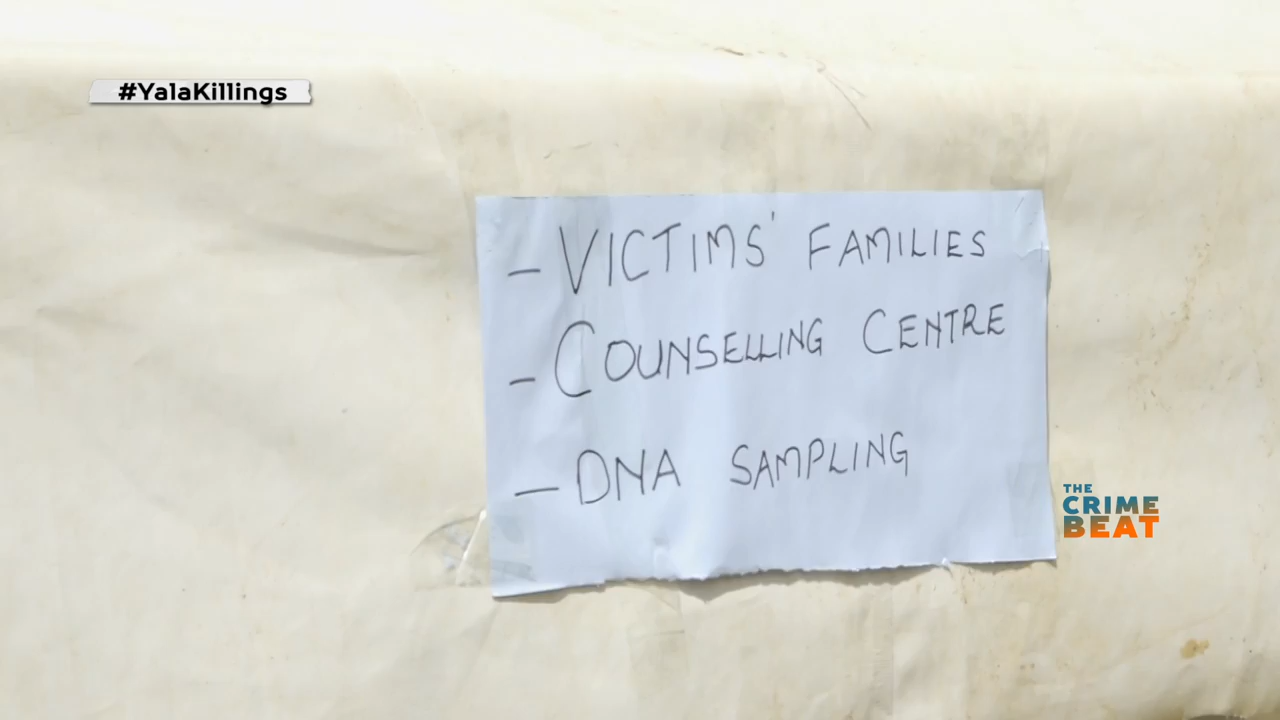 #YalaKillings
- VICTIMS' FAMILIES
- COUNSELLING CENTRE
- DNA SAMPLING
THE
CRIME
BEAT